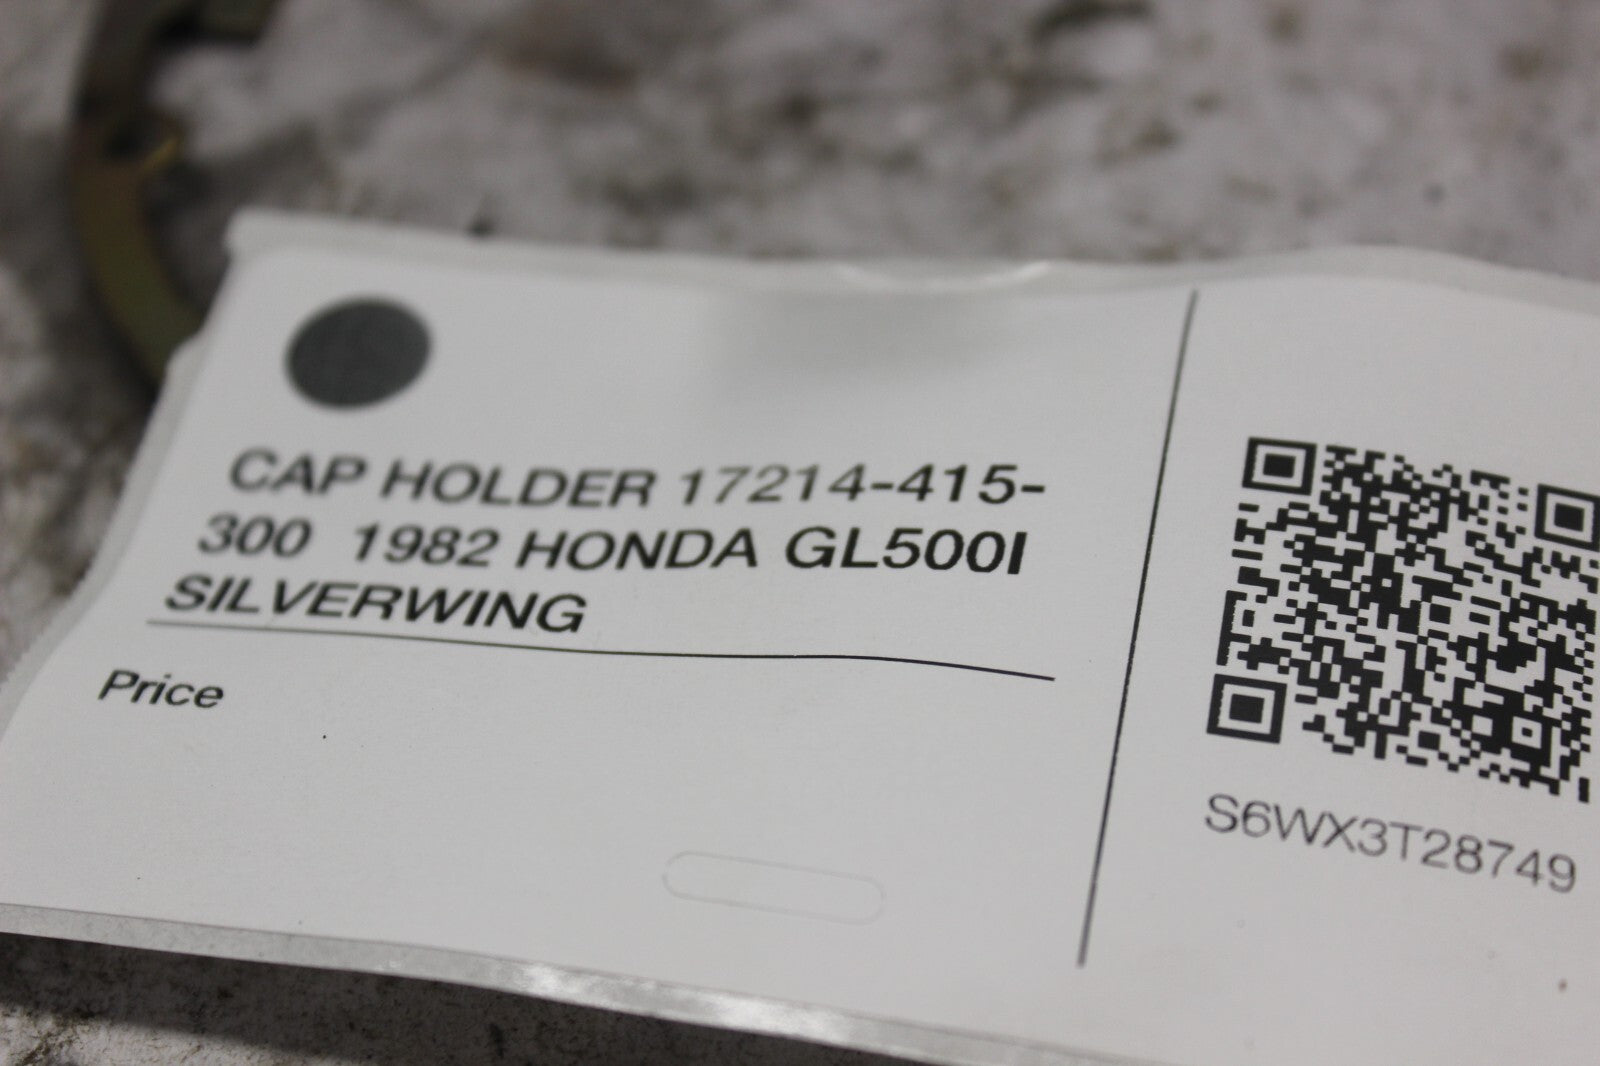 CAP HOLDER 17214-415-
300 1982 HONDA GL500I
SILVERWING
Price
S6WX3T28749